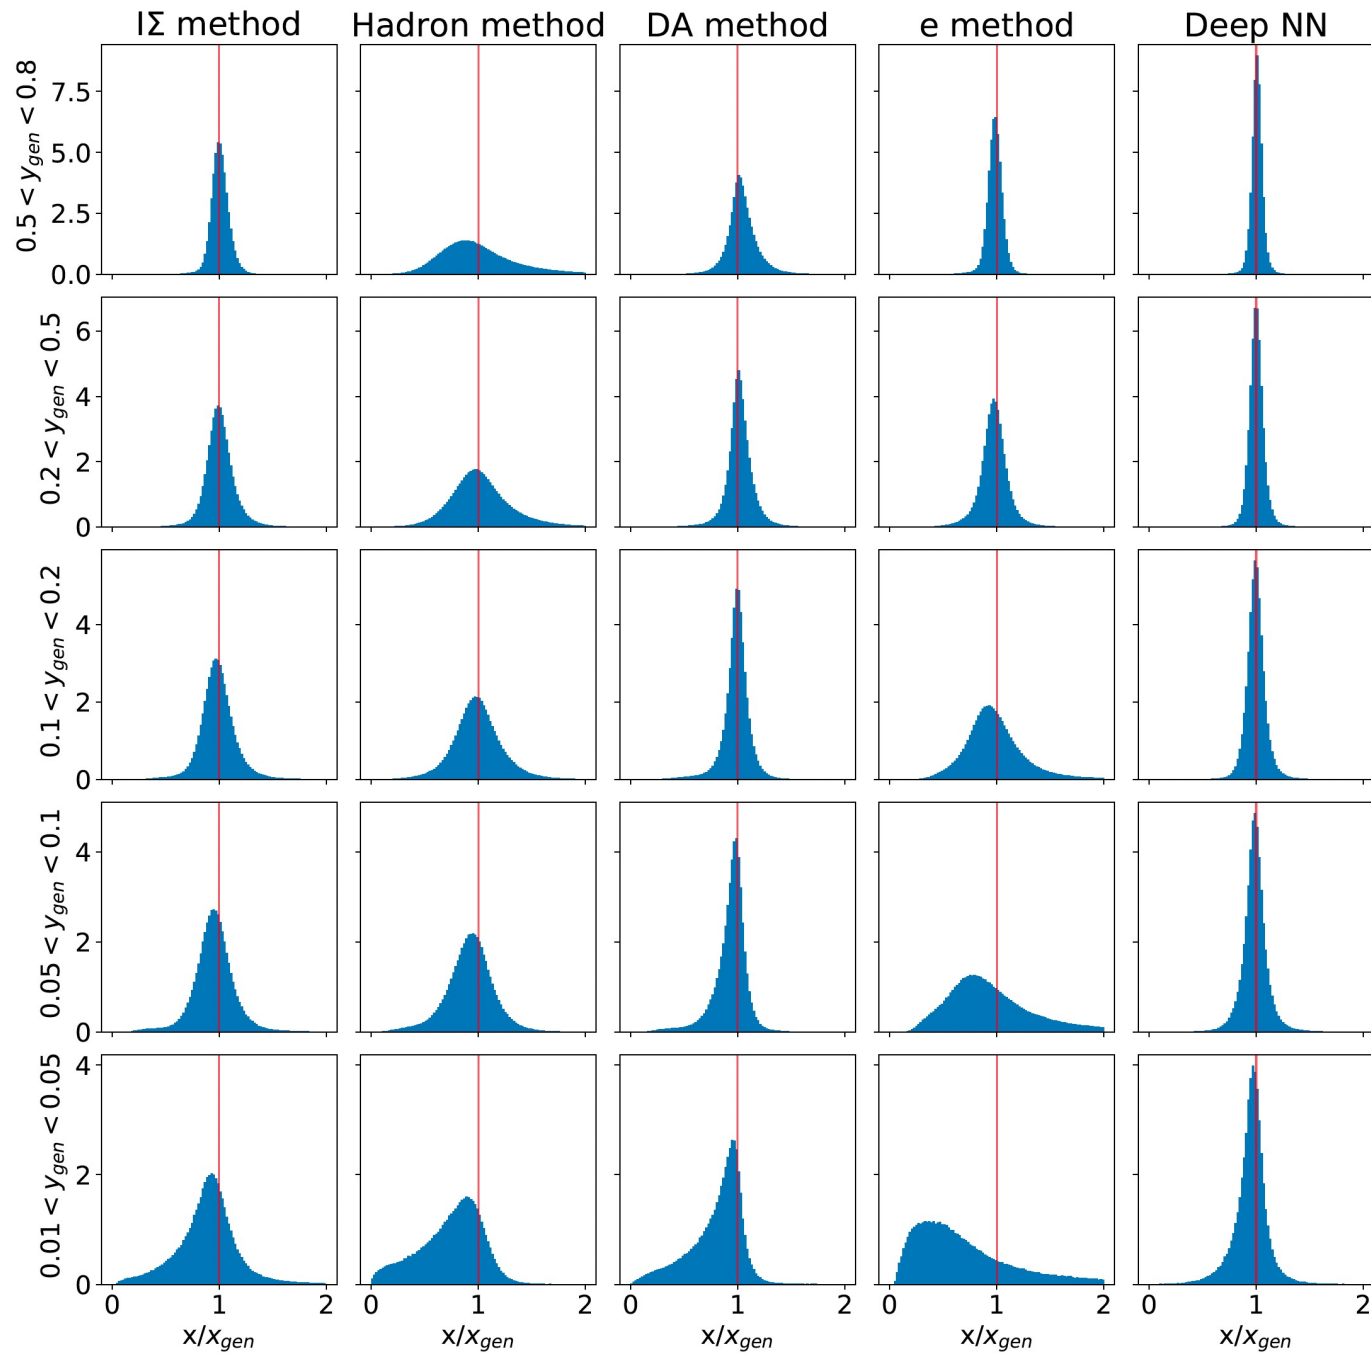 IΣ method Hadron method DA method e method Deep NN
0.5 < y_gen < 0.8
7.5
5.0
2.5
0.0
0.2 < y_gen < 0.5
6
4
2
0
0.1 < y_gen < 0.2
4
2
0
0.05 < y_gen < 0.1
4
2
0
0.01 < y_gen < 0.05
4
2
0
0 1 2 0 1 2 0 1 2 0 1 2 0 1 2
x/x_gen x/x_gen x/x_gen x/x_gen x/x_gen